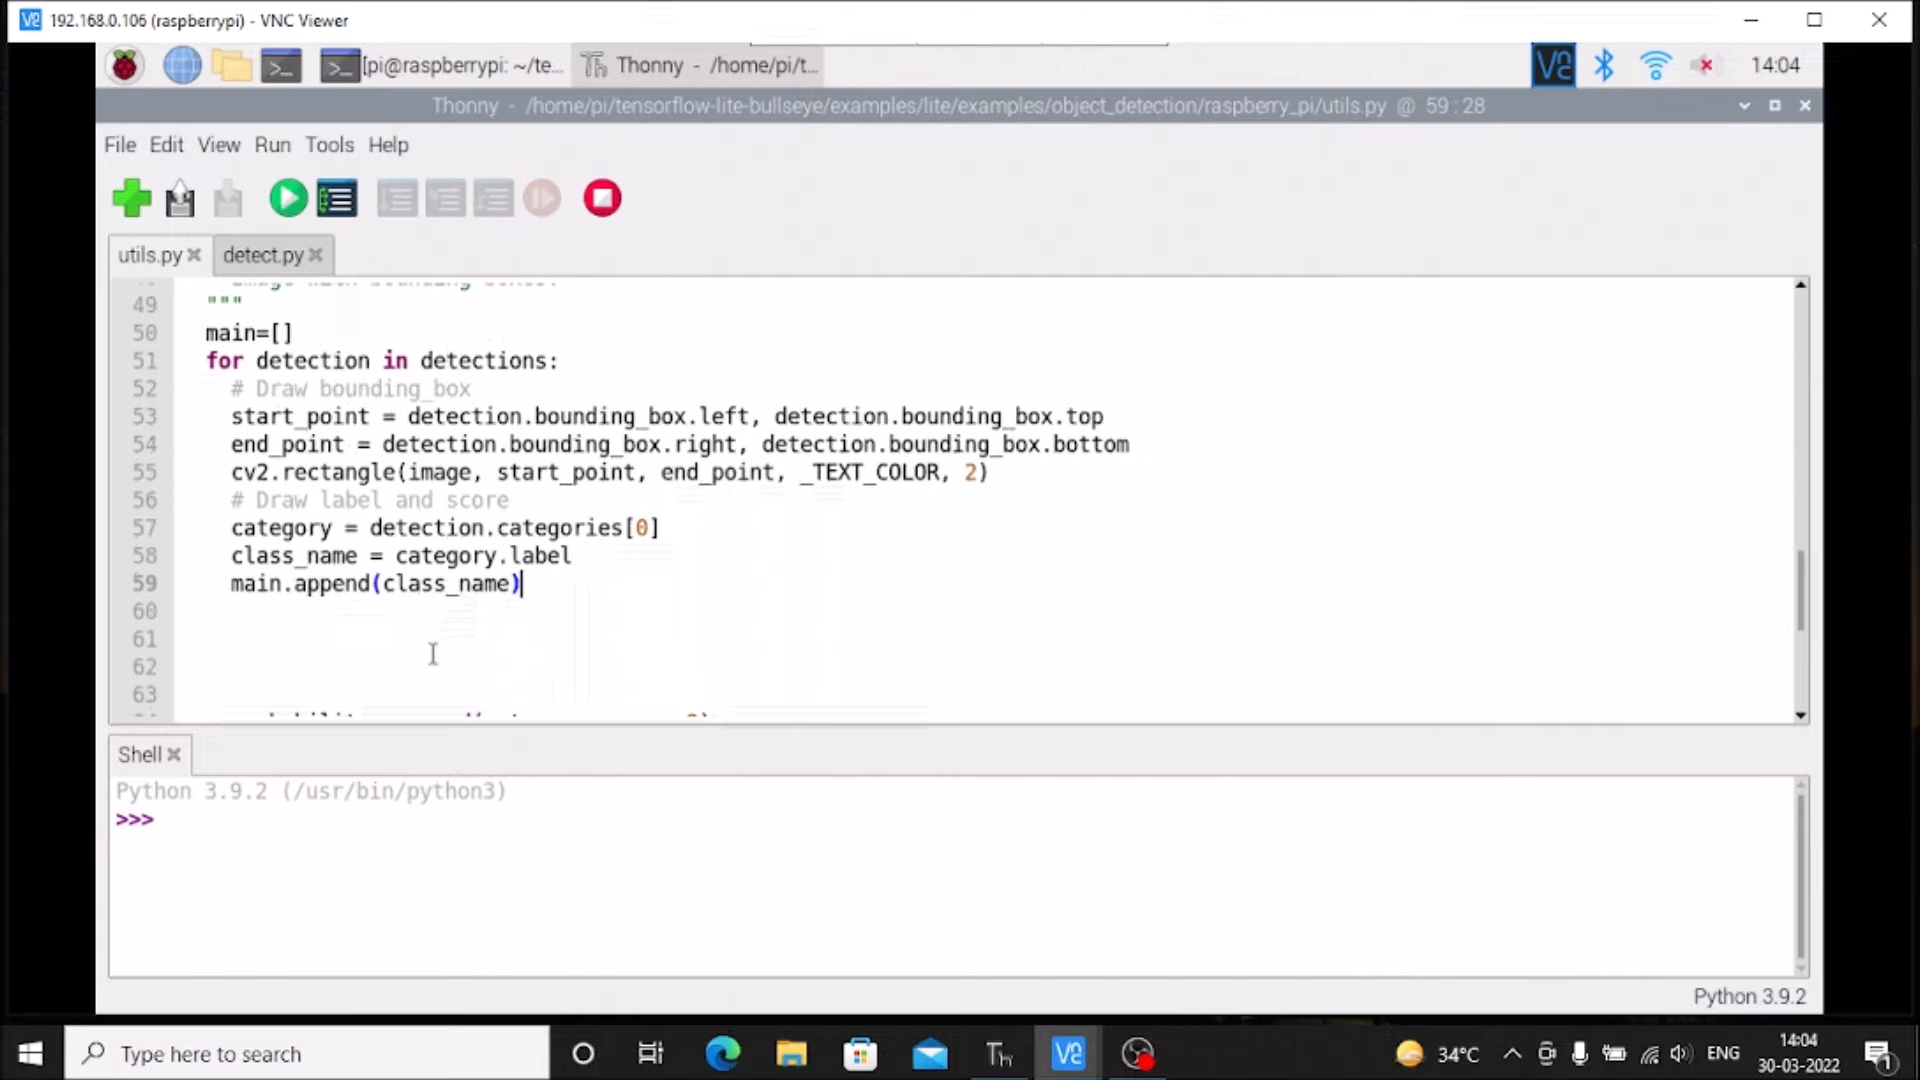 192.168.0.106 (raspberrypi) - VNC Viewer
[pi@raspberrypi: ~/te...
Thonny - /home/pi/t...
14:04
Thonny - /home/pi/tensorflow-lite-bullseye/examples/lite/examples/object_detection/raspberry_pi/utils.py @ 59:28
File Edit View Run Tools Help
utils.py
detect.py
49 """
50 main=[]
51 for detection in detections:
52 # Draw bounding_box
53 start_point = detection.bounding_box.left, detection.bounding_box.top
54 end_point = detection.bounding_box.right, detection.bounding_box.bottom
55 cv2.rectangle(image, start_point, end_point, _TEXT_COLOR, 2)
56 # Draw label and score
57 category = detection.categories[0]
58 class_name = category.label
59 main.append(class_name)
60
61
62
63
Shell
Python 3.9.2 (/usr/bin/python3)
>>>
Python 3.9.2
Type here to search
34°C
ENG
14:04
30-03-2022
1